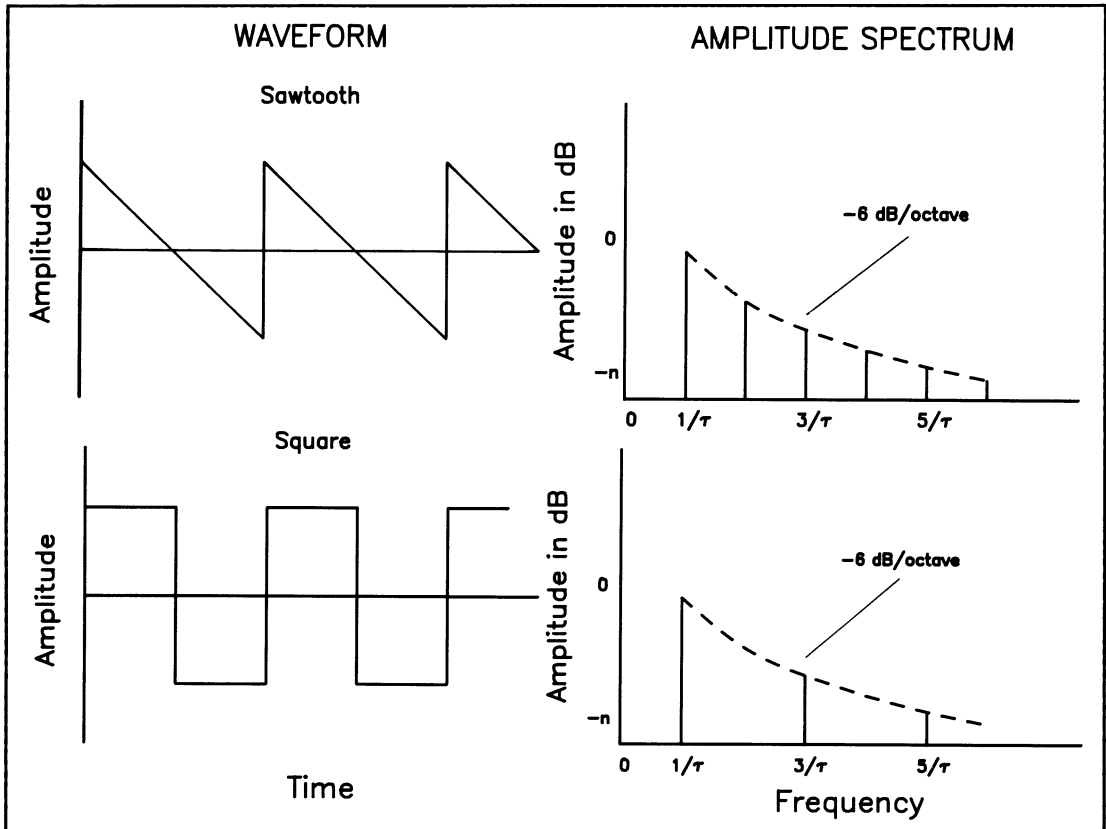 WAVEFORM
AMPLITUDE SPECTRUM
Sawtooth
Amplitude
Amplitude in dB
-6 dB/octave
0
-n
0
1/τ
3/τ
5/τ
Square
Amplitude
Amplitude in dB
-6 dB/octave
0
-n
0
1/τ
3/τ
5/τ
Time
Frequency